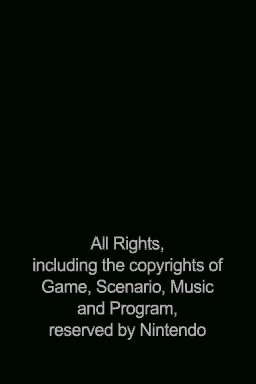 All Rights,
including the copyrights of
Game, Scenario, Music
and Program,
reserved by Nintendo